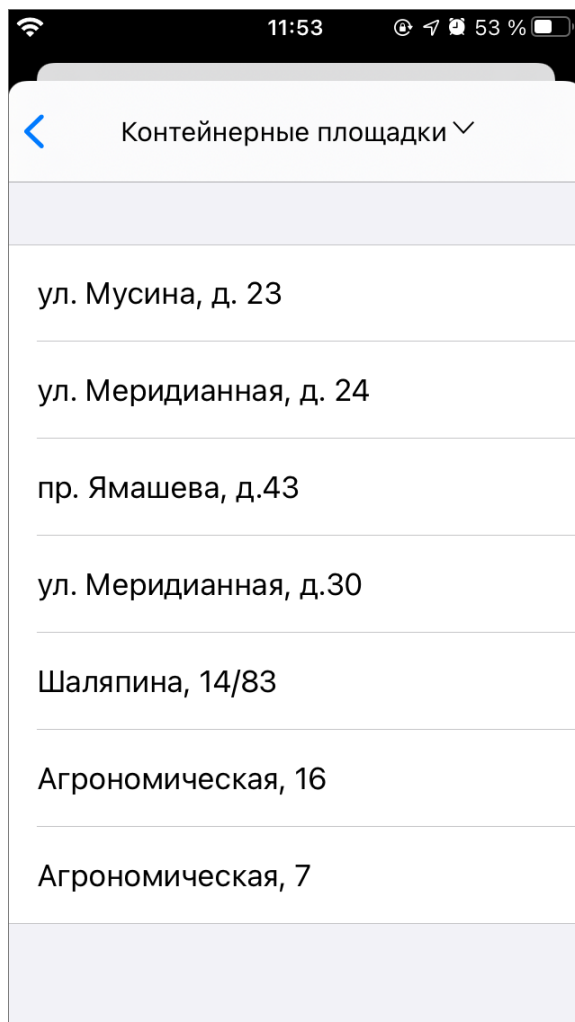 11:53 53 %
Контейнерные площадки
ул. Мусина, д. 23
ул. Меридианная, д. 24
пр. Ямашева, д.43
ул. Меридианная, д.30
Шаляпина, 14/83
Агрономическая, 16
Агрономическая, 7